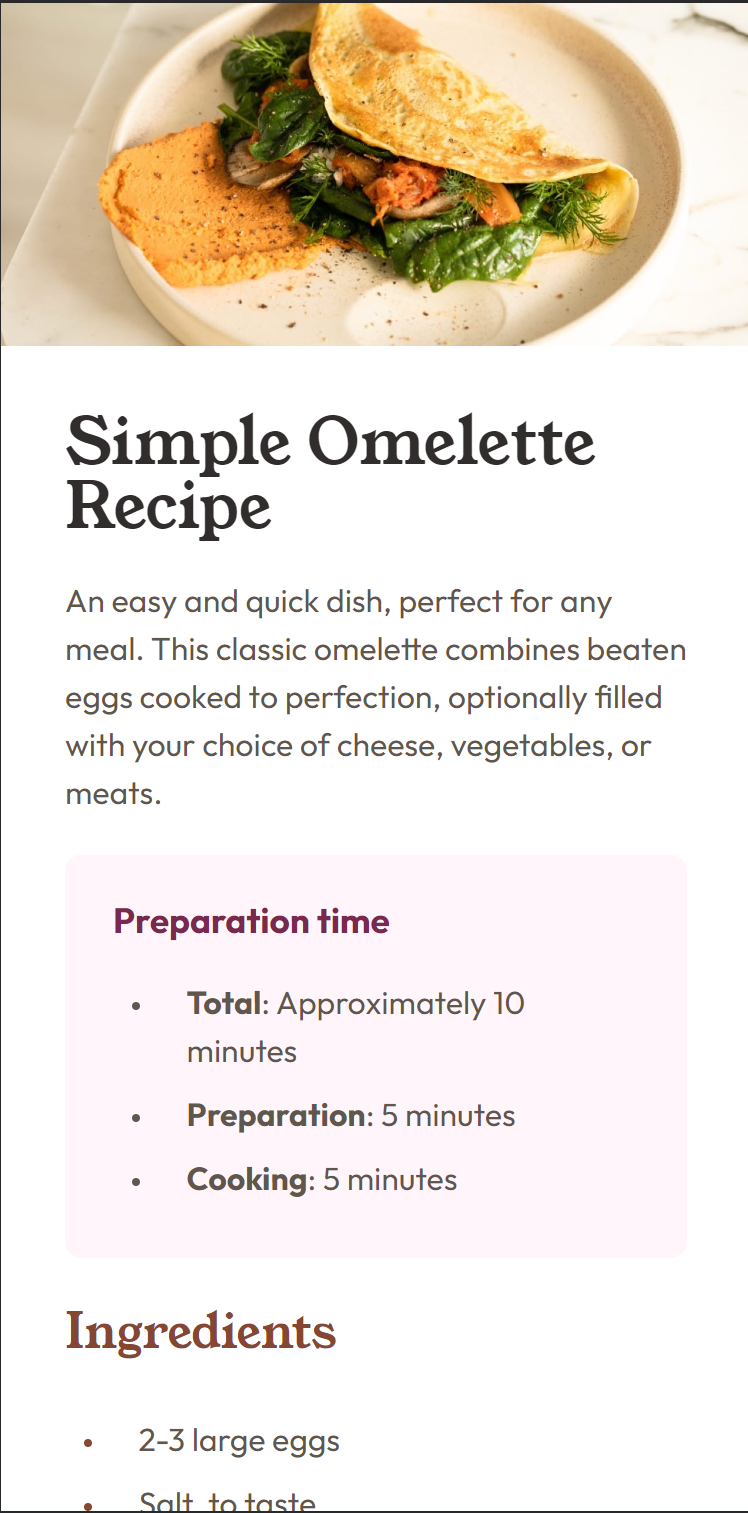 Simple Omelette
Recipe
An easy and quick dish, perfect for any
meal. This classic omelette combines beaten
eggs cooked to perfection, optionally filled
with your choice of cheese, vegetables, or
meats.
Preparation time
• Total: Approximately 10
minutes
• Preparation: 5 minutes
• Cooking: 5 minutes
Ingredients
• 2-3 large eggs
• Salt, to taste